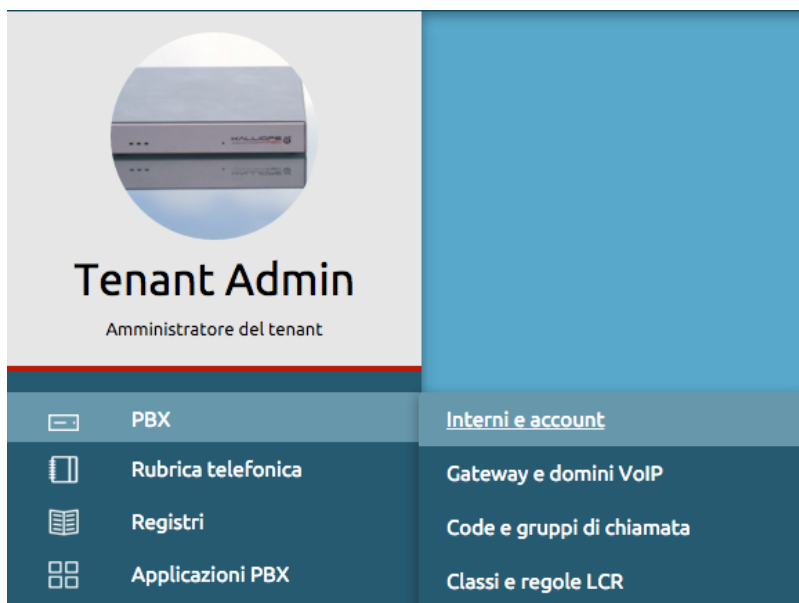 KALLIOPE
Tenant Admin
Amministratore del tenant
PBX
Interni e account
Rubrica telefonica
Gateway e domini VoIP
Registri
Code e gruppi di chiamata
Applicazioni PBX
Classi e regole LCR